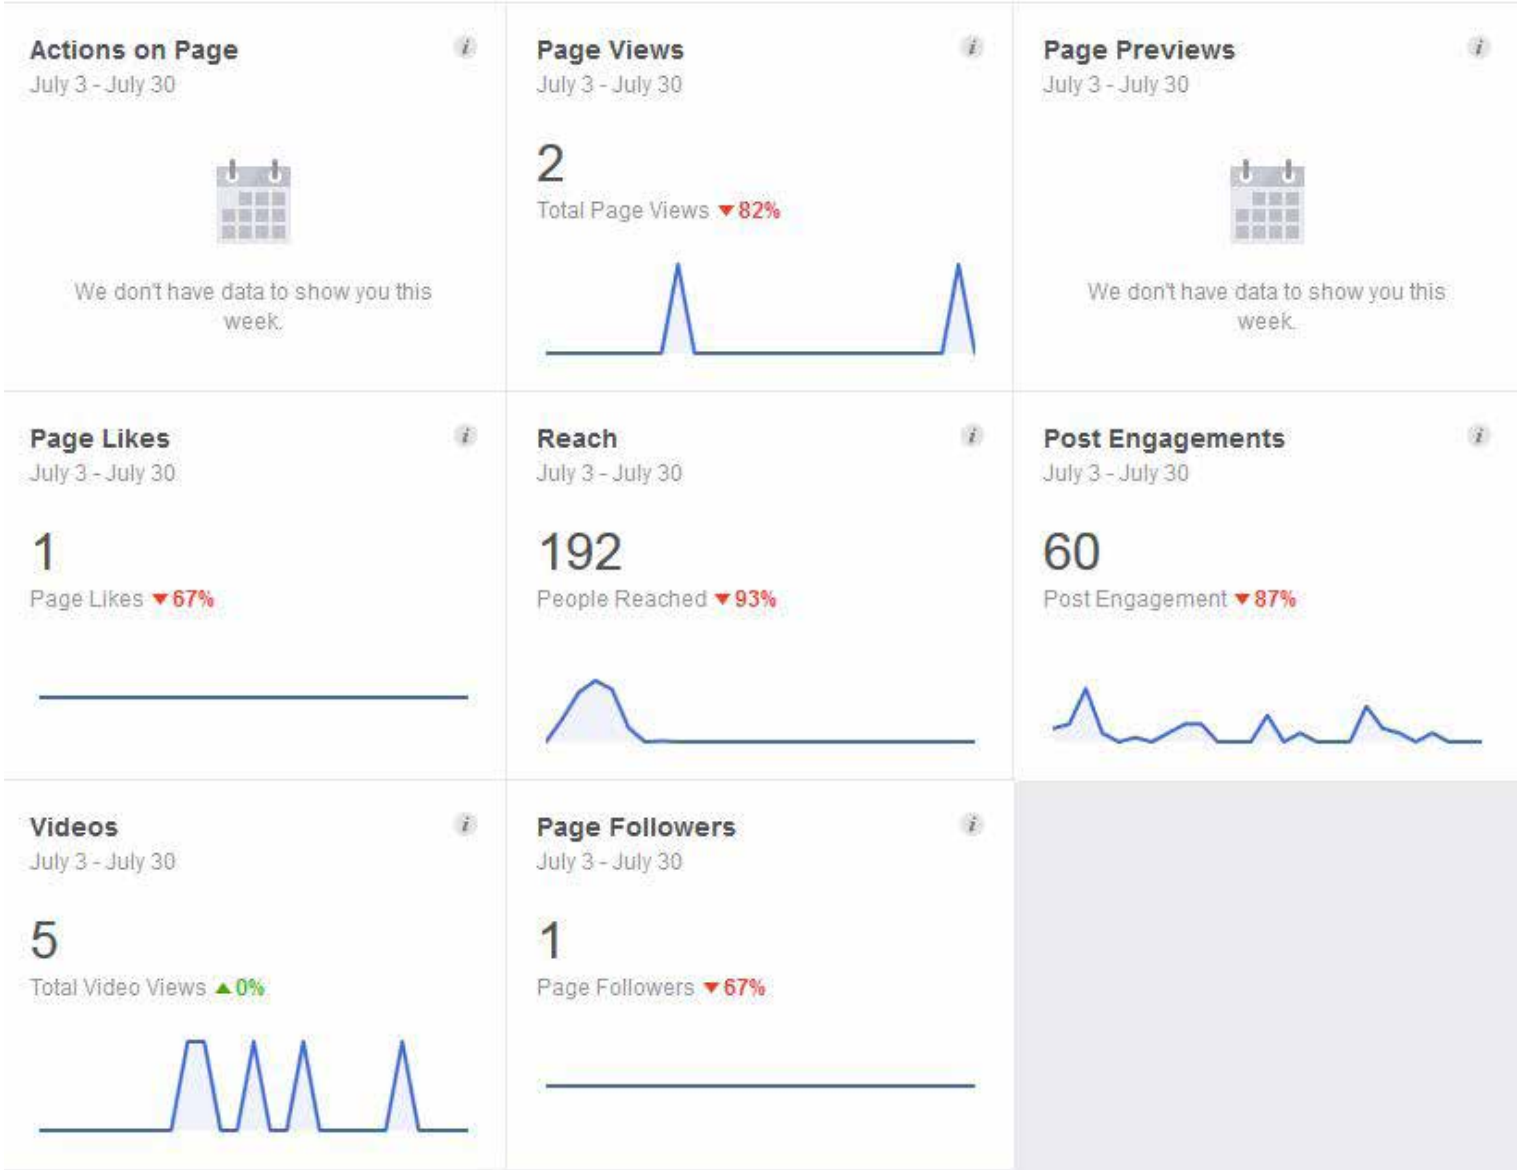 Actions on Page
July 3 - July 30
We don't have data to show you this
week.
Page Views
July 3 - July 30
2
Total Page Views ▼82%
Page Previews
July 3 - July 30
We don't have data to show you this
week.
Page Likes
July 3 - July 30
1
Page Likes ▼67%
Reach
July 3 - July 30
192
People Reached ▼93%
Post Engagements
July 3 - July 30
60
Post Engagement ▼87%
Videos
July 3 - July 30
5
Total Video Views ▲0%
Page Followers
July 3 - July 30
1
Page Followers ▼67%